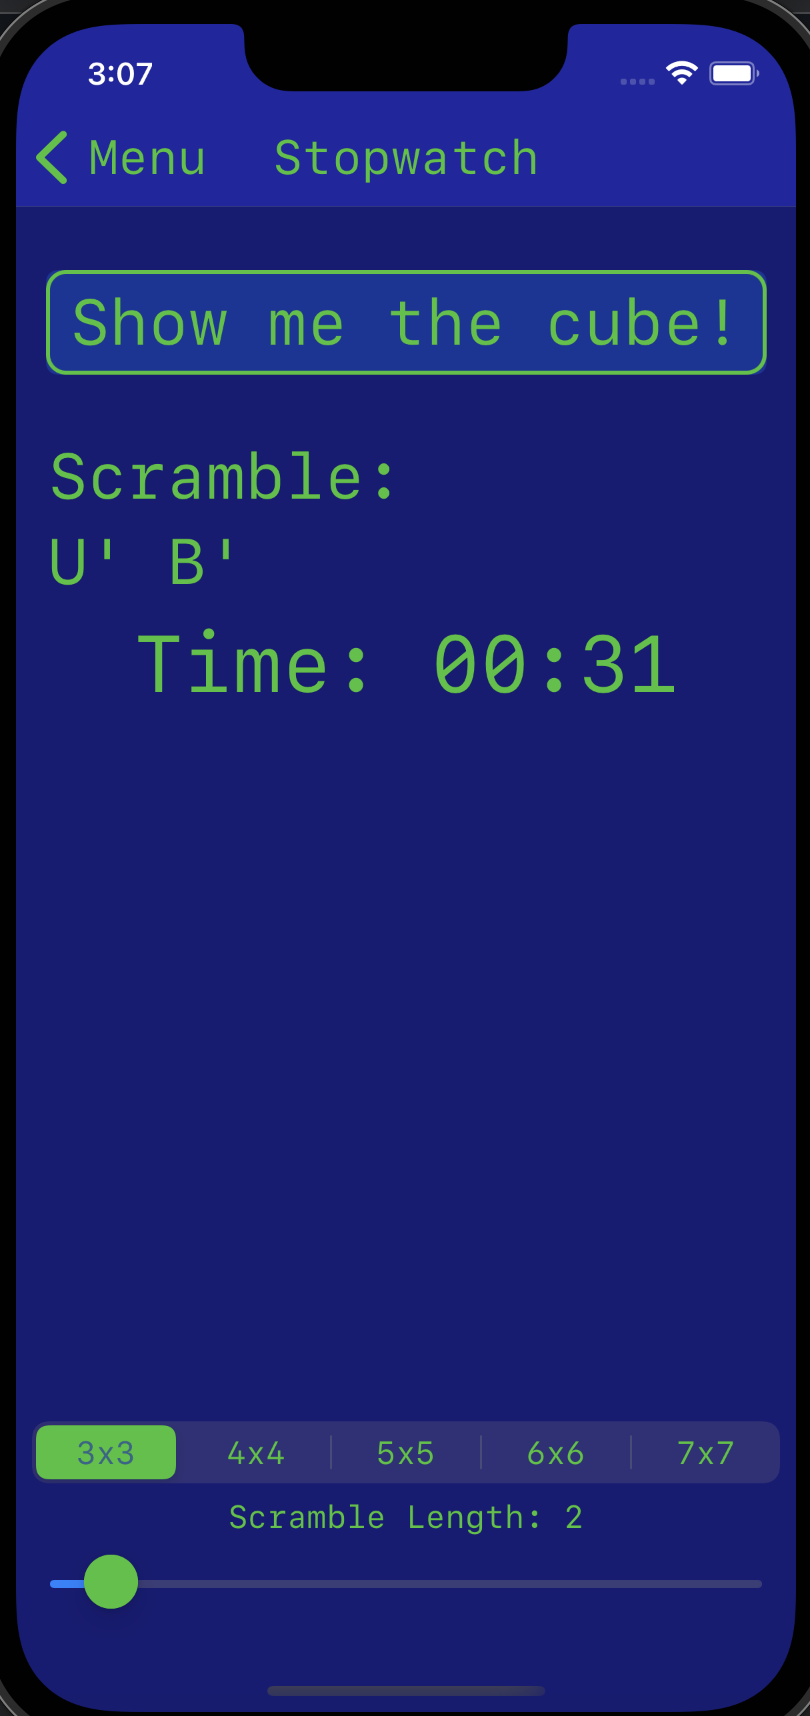 3:07
Menu Stopwatch
Show me the cube!
Scramble:
U' B'
Time: 00:31
3x3 4x4 5x5 6x6 7x7
Scramble Length: 2